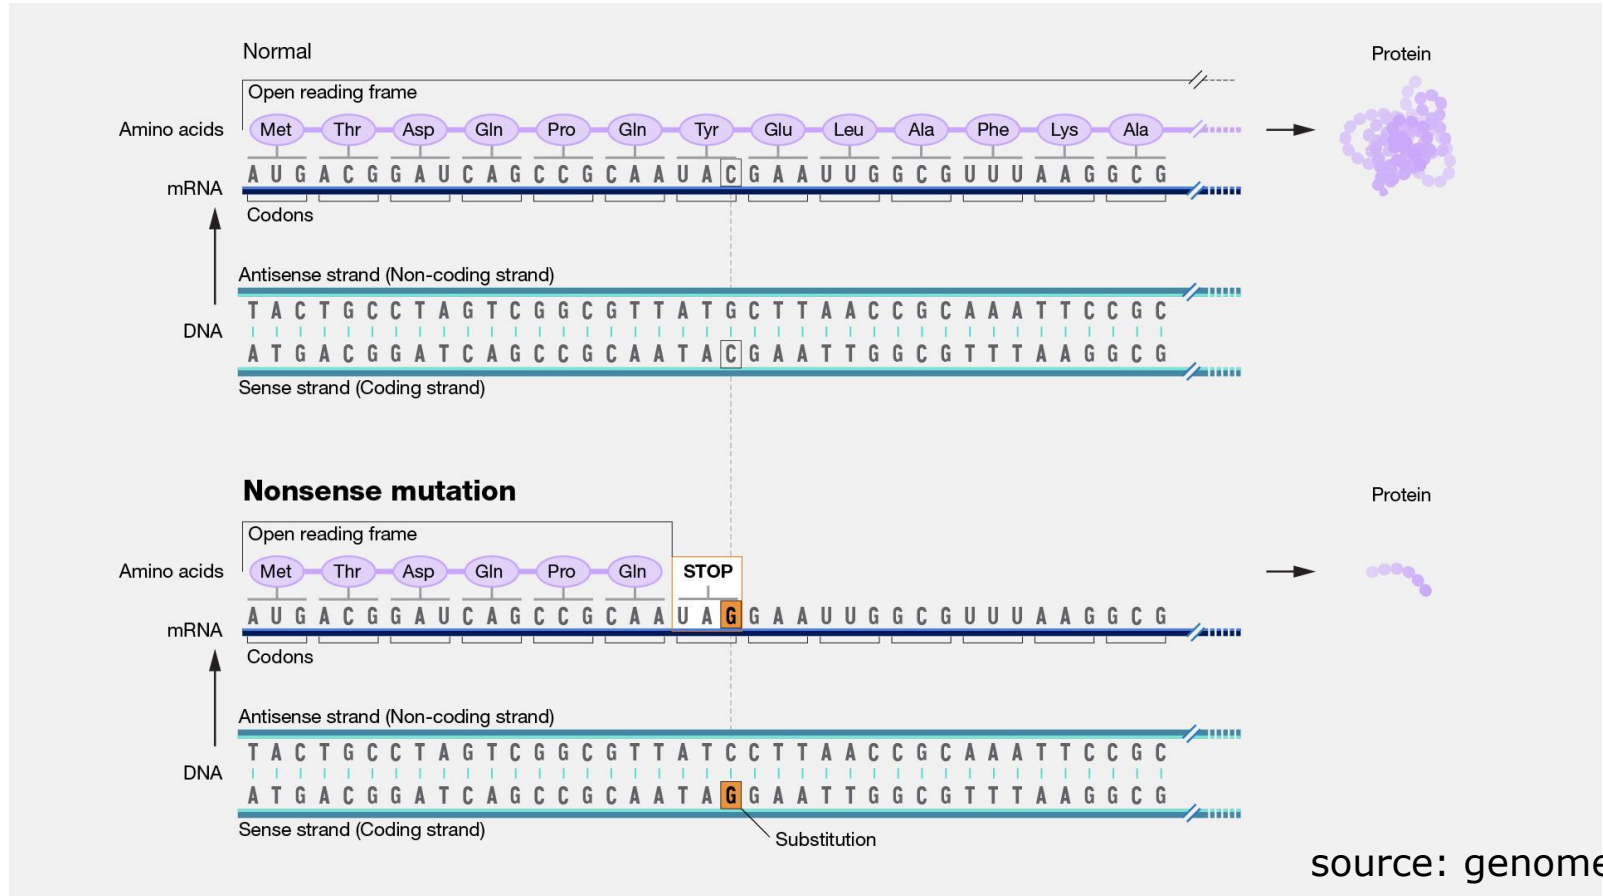 Normal
Protein
Open reading frame
Amino acids Met Thr Asp Gln Pro Gln Tyr Glu Leu Ala Phe Lys Ala
mRNA A U G A C G G A U C A G C C G C A A U A C G A A U U G G C G U U U A A G G C G
Codons
Antisense strand (Non-coding strand)
T A C T G C C T A G T C G G C G T T A T G C T T A A C C G C A A A T T C C G C
DNA
A T G A C G G A T C A G C C G C A A T A C G A A T T G G C G T T T A A G G C G
Sense strand (Coding strand)
Nonsense mutation
Protein
Open reading frame
Amino acids Met Thr Asp Gln Pro Gln STOP
mRNA A U G A C G G A U C A G C C G C A A U A G G A A U U G G C G U U U A A G G C G
Codons
Antisense strand (Non-coding strand)
T A C T G C C T A G T C G G C G T T A T C C T T A A C C G C A A A T T C C G C
DNA
A T G A C G G A T C A G C C G C A A T A G G A A T T G G C G T T T A A G G C G
Sense strand (Coding strand)
Substitution
source: genome